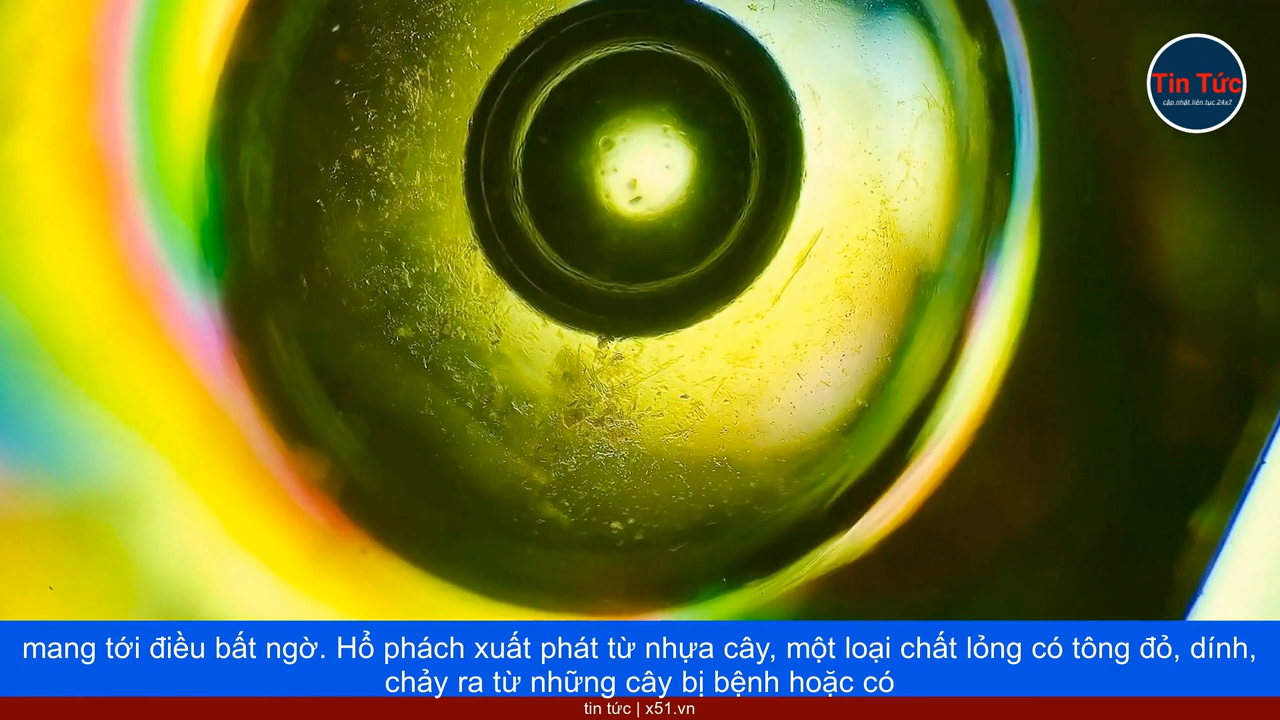 Tin Tức
cập nhật liên tục 24x7
mang tới điều bất ngờ. Hổ phách xuất phát từ nhựa cây, một loại chất lỏng có tông đỏ, dính,
chảy ra từ những cây bị bệnh hoặc có
tin tức | x51.vn